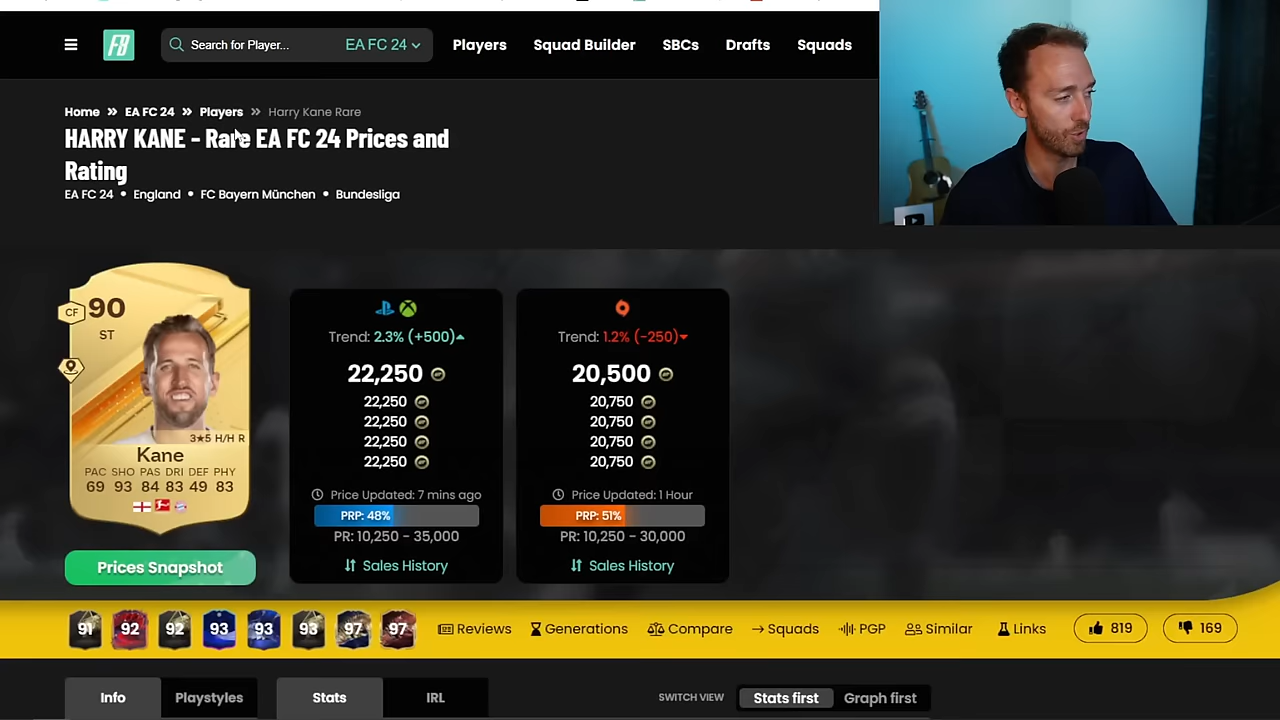 FB
Search for Player...
EA FC 24
Players
Squad Builder
SBCs
Drafts
Squads
Home » EA FC 24 » Players » Harry Kane Rare
HARRY KANE - Rare EA FC 24 Prices and
Rating
EA FC 24 • England • FC Bayern München • Bundesliga
CF
90
ST
3★5 H/H R
Kane
PAC SHO PAS DRI DEF PHY
69 93 84 83 49 83
Prices Snapshot
Trend: 2.3% (+500)
22,250
22,250
22,250
22,250
22,250
Price Updated: 7 mins ago
PRP: 48%
PR: 10,250 - 35,000
Sales History
Trend: 1.2% (-250)
20,500
20,750
20,750
20,750
20,750
Price Updated: 1 Hour
PRP: 51%
PR: 10,250 - 30,000
Sales History
91 92 92 93 93 93 97 97
Reviews
Generations
Compare
Squads
PGP
Similar
Links
819
169
Info
Playstyles
Stats
IRL
SWITCH VIEW
Stats first
Graph first